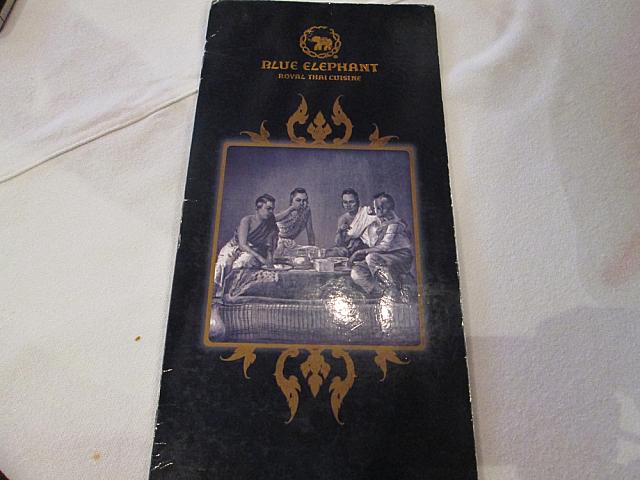 BLUE ELEPHANT
ROYAL THAI CUISINE